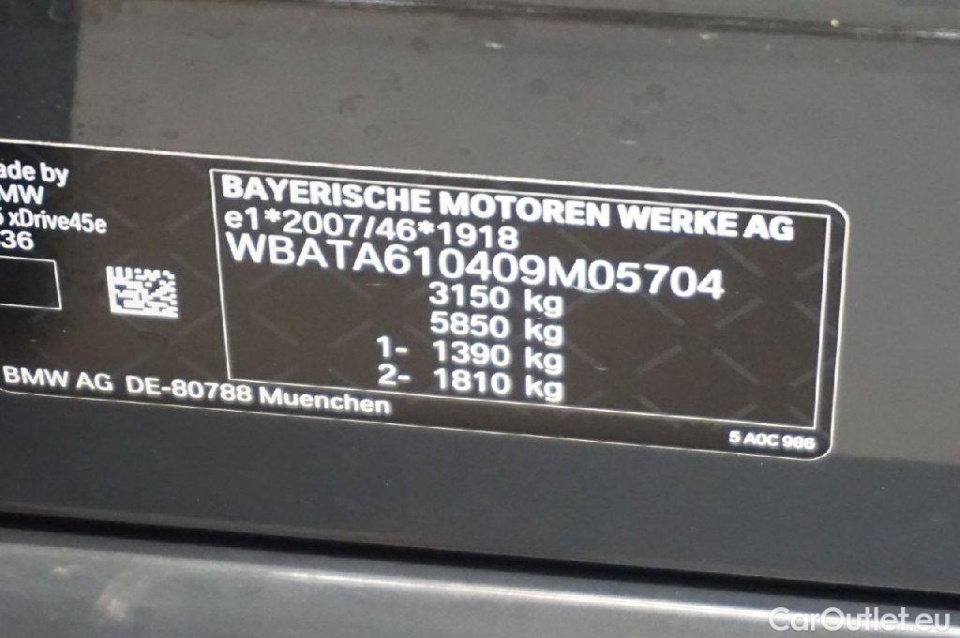 ade by
MW
xDrive45e
36
BMW AG DE-80788 Muenchen
BAYERISCHE MOTOREN WERKE AG
e1*2007/46*1918
WBATA610409M05704
3150 kg
5850 kg
1- 1390 kg
2- 1810 kg
5 A0C 986
CarOutlet.eu